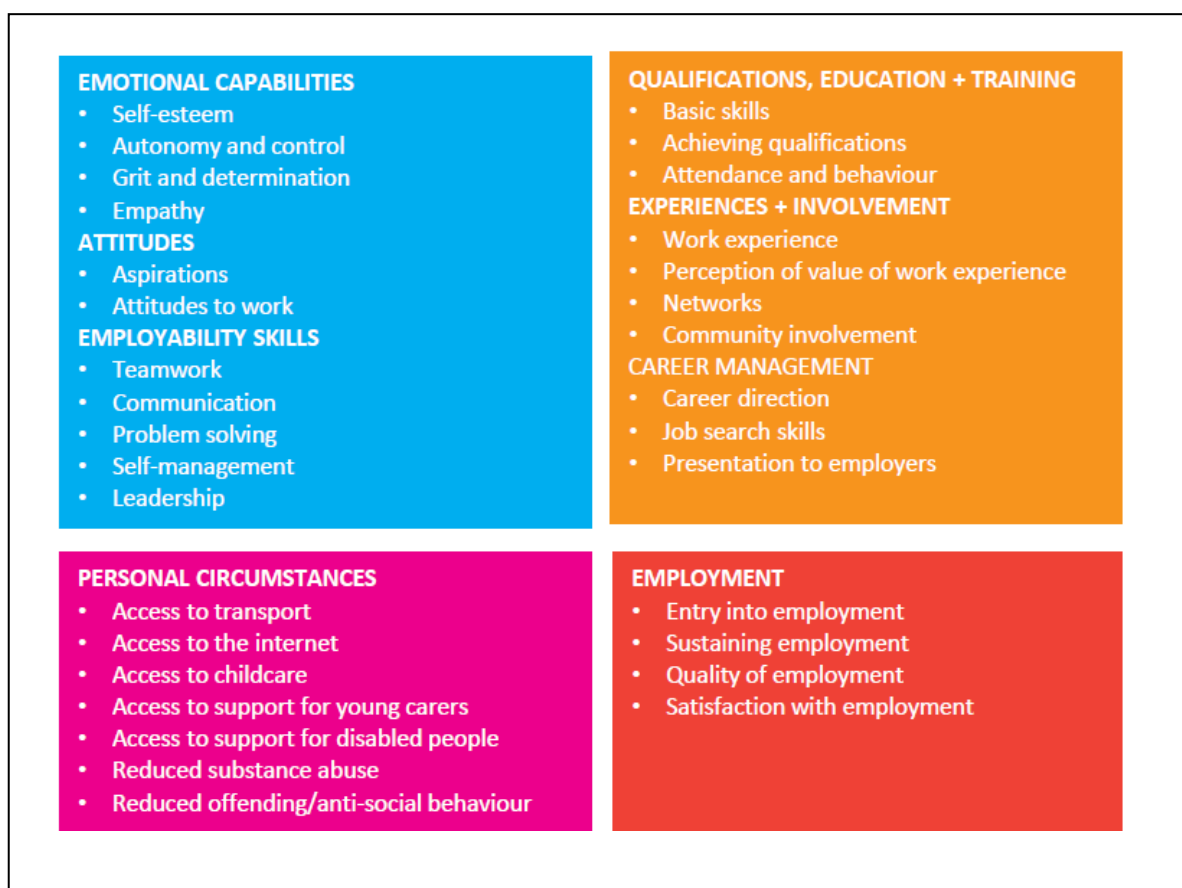 EMOTIONAL CAPABILITIES
• Self-esteem
• Autonomy and control
• Grit and determination
• Empathy
ATTITUDES
• Aspirations
• Attitudes to work
EMPLOYABILITY SKILLS
• Teamwork
• Communication
• Problem solving
• Self-management
• Leadership
QUALIFICATIONS, EDUCATION + TRAINING
• Basic skills
• Achieving qualifications
• Attendance and behaviour
EXPERIENCES + INVOLVEMENT
• Work experience
• Perception of value of work experience
• Networks
• Community involvement
CAREER MANAGEMENT
• Career direction
• Job search skills
• Presentation to employers
PERSONAL CIRCUMSTANCES
• Access to transport
• Access to the internet
• Access to childcare
• Access to support for young carers
• Access to support for disabled people
• Reduced substance abuse
• Reduced offending/anti-social behaviour
EMPLOYMENT
• Entry into employment
• Sustaining employment
• Quality of employment
• Satisfaction with employment